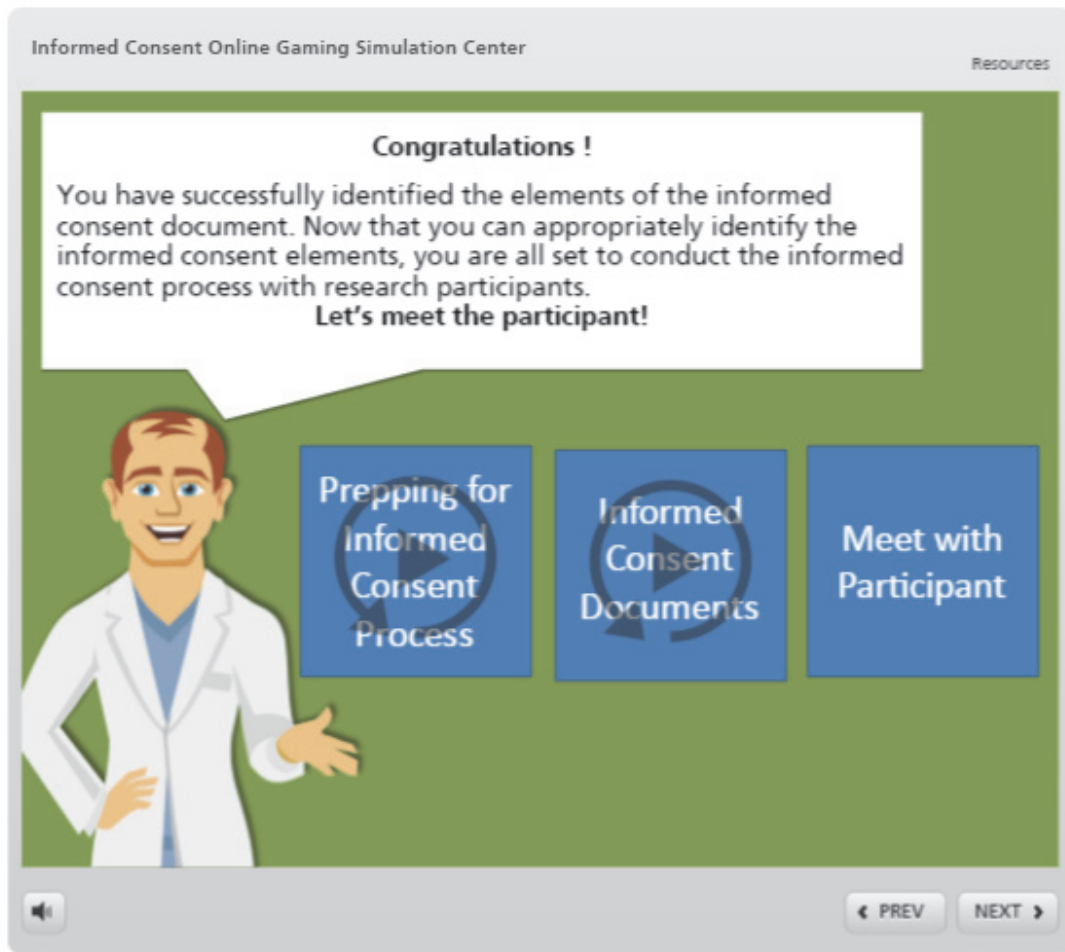 Informed Consent Online Gaming Simulation Center
Resources
Congratulations !
You have successfully identified the elements of the informed
consent document. Now that you can appropriately identify the
informed consent elements, you are all set to conduct the informed
consent process with research participants.
Let's meet the participant!
Prepping for
Informed
Consent
Process
Informed
Consent
Documents
Meet with
Participant
PREV
NEXT